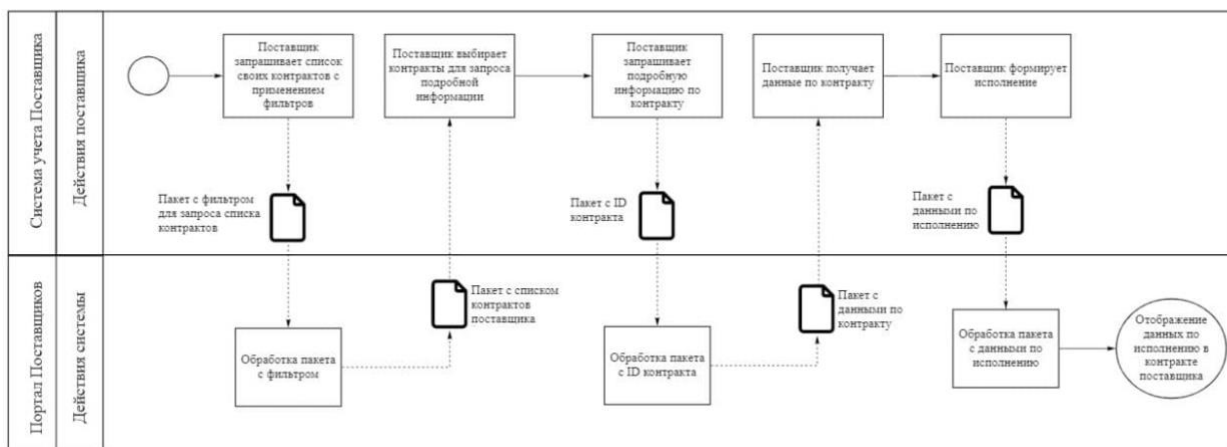 Система учета Поставщика
Действия поставщика
Поставщик
запрашивает список
своих контрактов с
применением
фильтров
Поставщик выбирает
контракты для запроса
подробной
информации
Поставщик
запрашивает
подробную
информацию по
контракту
Поставщик получает
данные по контракту
Поставщик формирует
исполнение
Пакет с фильтром
для запроса списка
контрактов
Пакет с ID
контракта
Пакет с
данными по
исполнению
Портал Поставщиков
Действия системы
Пакет с списком
контрактов
поставщика
Пакет с
данными по
контракту
Обработка пакета
с фильтром
Обработка пакета
с ID контракта
Обработка пакета
с данными по
исполнению
Отображение
данных по
исполнению в
контракте
поставщика